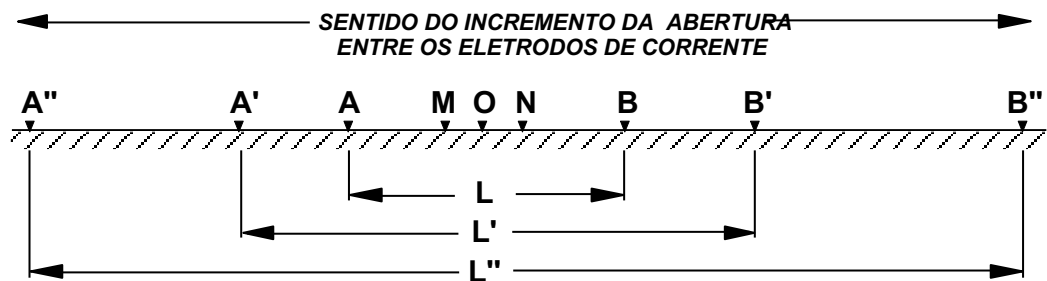 SENTIDO DO INCREMENTO DA ABERTURA
ENTRE OS ELETRODOS DE CORRENTE
A" A' A M O N B B' B"
L
L'
L"